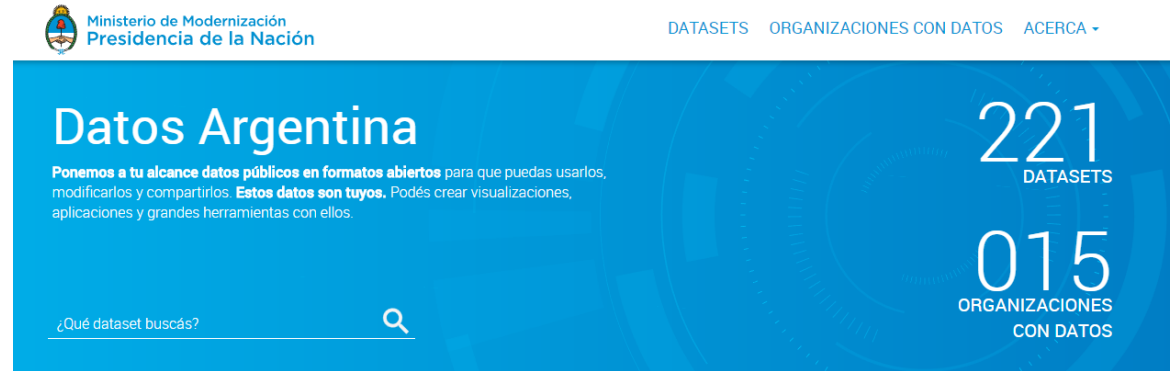 Ministerio de Modernización
Presidencia de la Nación
DATASETS ORGANIZACIONES CON DATOS ACERCA
Datos Argentina
Ponemos a tu alcance datos públicos en formatos abiertos para que puedas usarlos,
modificarlos y compartirlos. Estos datos son tuyos. Podés crear visualizaciones,
aplicaciones y grandes herramientas con ellos.
¿Qué dataset buscás?
221
DATASETS
015
ORGANIZACIONES
CON DATOS